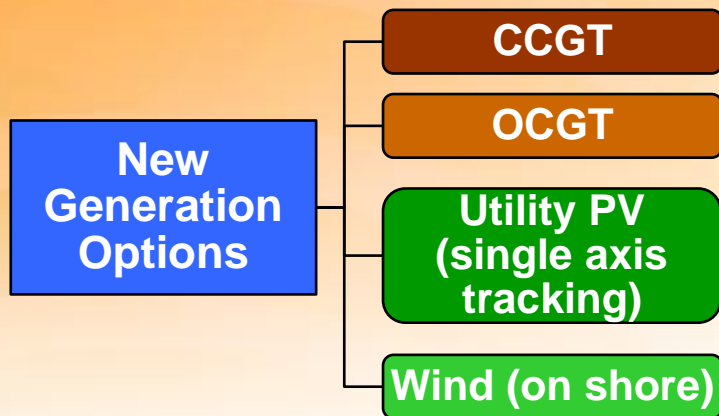 New
Generation
Options
CCGT
OCGT
Utility PV
(single axis
tracking)
Wind (on shore)